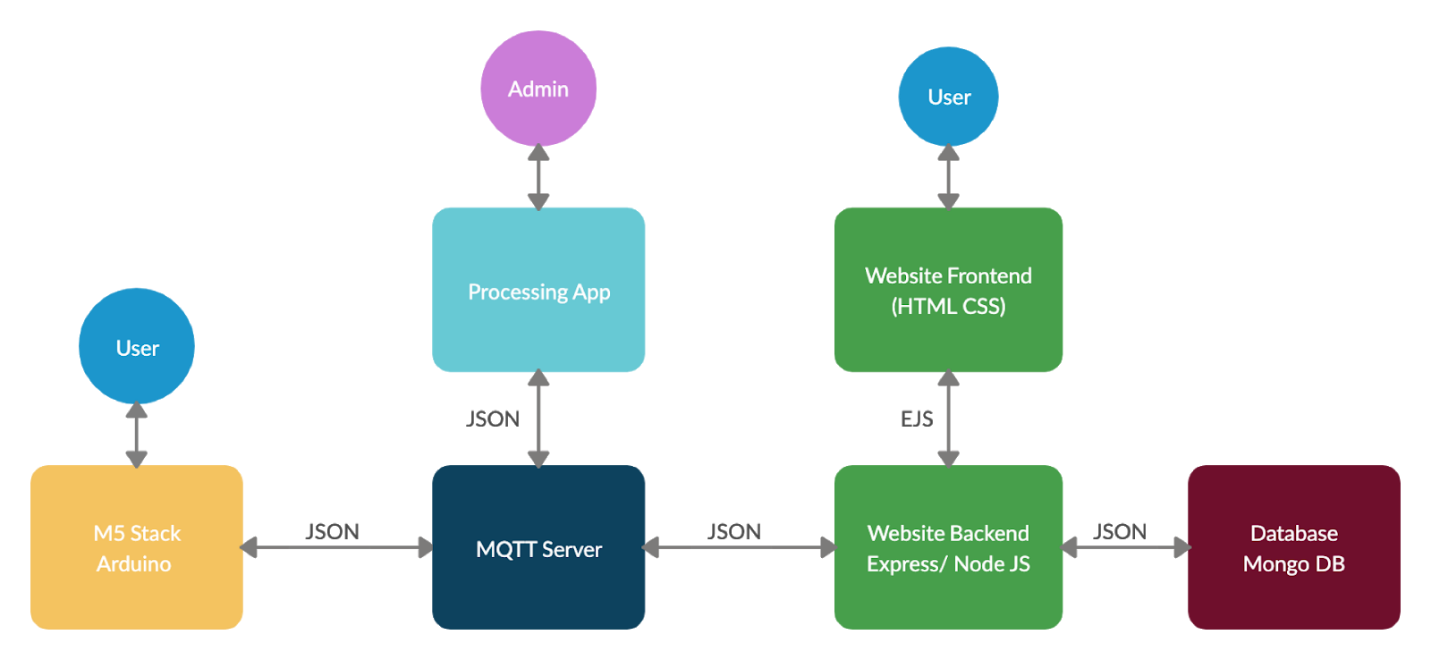 Admin
User
Processing App
Website Frontend
(HTML CSS)
User
JSON
EJS
M5 Stack
Arduino
JSON
MQTT Server
JSON
Website Backend
Express/ Node JS
JSON
Database
Mongo DB